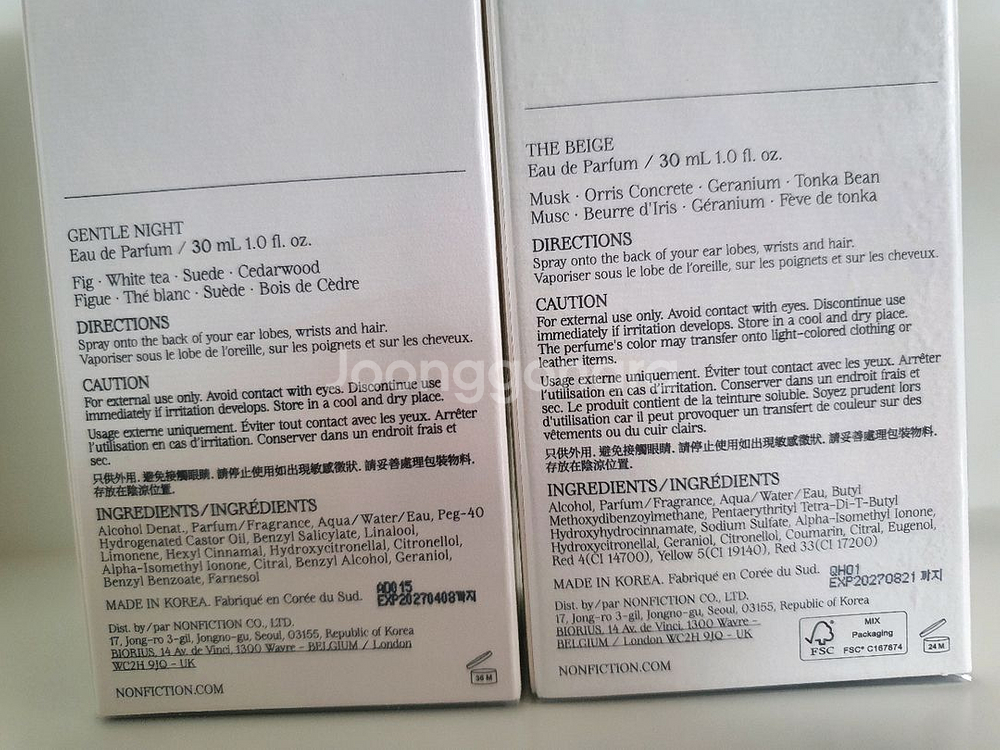 GENTLE NIGHT
Eau de Parfum / 30 mL 1.0 fl. oz.
Fig · White tea · Suede · Cedarwood
Figue · Thé blanc · Suède · Bois de Cèdre
DIRECTIONS
Spray onto the back of your ear lobes, wrists and hair.
Vaporiser sous le lobe de l'oreille, sur les poignets et sur les cheveux.
CAUTION
For external use only. Avoid contact with eyes. Discontinue use
immediately if irritation develops. Store in a cool and dry place.
Usage externe uniquement. Éviter tout contact avec les yeux. Arrêter
l'utilisation en cas d'irritation. Conserver dans un endroit frais et
sec.
只供外用. 避免接觸眼睛. 請停止使用如出現敏感徵狀. 請妥善處理包裝物料.
存放在陰涼位置.
INGREDIENTS/INGRÉDIENTS
Alcohol Denat., Parfum/Fragrance, Aqua/Water/Eau, Peg-40
Hydrogenated Castor Oil, Benzyl Salicylate, Linalool,
Limonene, Hexyl Cinnamal, Hydroxycitronellal, Citronellol,
Alpha-Isomethyl Ionone, Citral, Benzyl Alcohol, Geraniol,
Benzyl Benzoate, Farnesol
MADE IN KOREA. Fabriqué en Corée du Sud.
AD015
EXP20270408까지
Dist. by/par NONFICTION CO., LTD.
17, Jong-ro 3-gil, Jongno-gu, Seoul, 03155, Republic of Korea
BIORIUS, 14 Av. de Vinci, 1300 Wavre - BELGIUM / London
WC2H 9JQ - UK
NONFICTION.COM
36 M
THE BEIGE
Eau de Parfum / 30 mL 1.0 fl. oz.
Musk · Orris Concrete · Geranium · Tonka Bean
Musc · Beurre d'Iris · Géranium · Fève de tonka
DIRECTIONS
Spray onto the back of your ear lobes, wrists and hair.
Vaporiser sous le lobe de l'oreille, sur les poignets et sur les cheveux.
CAUTION
For external use only. Avoid contact with eyes. Discontinue use
immediately if irritation develops. Store in a cool and dry place.
The perfume's color may transfer onto light-colored clothing or
leather items.
Usage externe uniquement. Éviter tout contact avec les yeux. Arrêter
l'utilisation en cas d'irritation. Conserver dans un endroit frais et
sec. Le produit contient de la teinture soluble. Soyez prudent lors
d'utilisation car il peut provoquer un transfert de couleur sur des
vêtements ou du cuir clairs.
只供外用. 避免接觸眼睛. 請停止使用如出現敏感徵狀. 請妥善處理包裝物料.
存放在陰涼位置.
INGREDIENTS/INGRÉDIENTS
Alcohol, Parfum/Fragrance, Aqua/Water/Eau, Butyl
Methoxydibenzoylmethane, Pentaerythrityl Tetra-Di-T-Butyl
Hydroxyhydrocinnamate, Sodium Sulfate, Alpha-Isomethyl Ionone,
Hydroxycitronellal, Geraniol, Citronellol, Coumarin, Citral, Eugenol,
Red 4(CI 14700), Yellow 5(CI 19140), Red 33(CI 17200)
MADE IN KOREA. Fabriqué en Corée du Sud.
QH01
EXP20270821 까지
Dist. by/par NONFICTION CO., LTD.
17, Jong-ro 3-gil, Jongno-gu, Seoul, 03155, Republic of Korea
BIORIUS, 14 Av. de Vinci, 1300 Wavre -
BELGIUM / London WC2H 9JQ - UK
FSC
MIX
Packaging
FSC® C167674
24 M
NONFICTION.COM